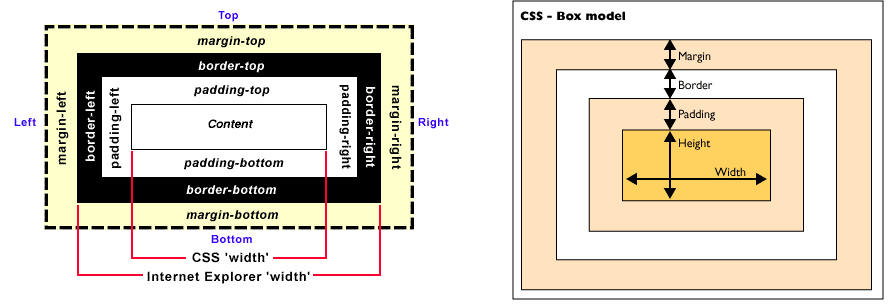 Top
margin-top
border-top
padding-top
Left
margin-left
border-left
padding-left
Content
padding-right
border-right
margin-right
Right
padding-bottom
border-bottom
margin-bottom
Bottom
CSS 'width'
Internet Explorer 'width'
CSS - Box model
Margin
Border
Padding
Height
Width